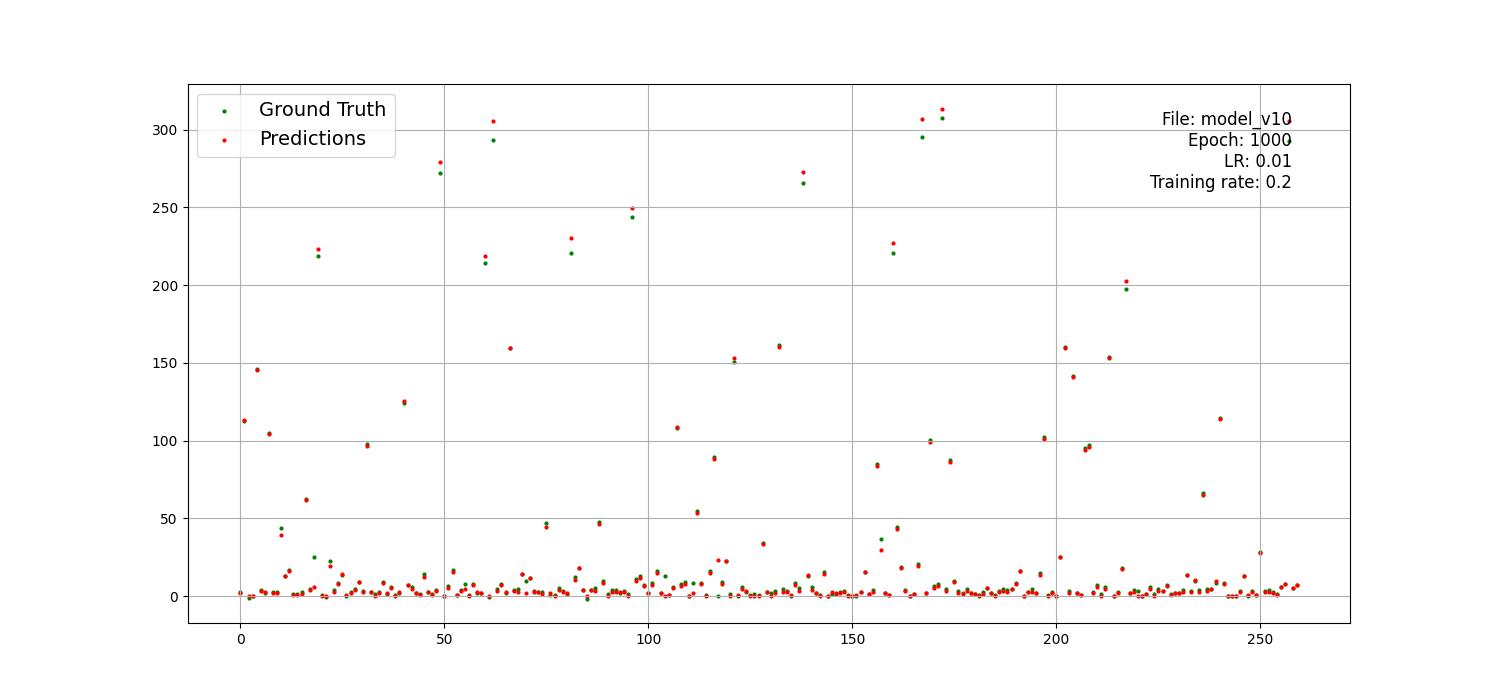 Ground Truth
Predictions
File: model_v10
Epoch: 1000
LR: 0.01
Training rate: 0.2
300
250
200
150
100
50
0
0 50 100 150 200 250